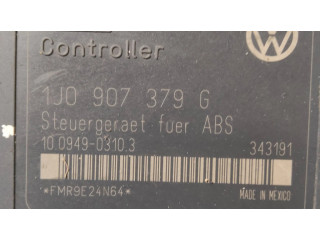 Controller
1J0 907 379 G
Steuergeraet fuer ABS
10.0949-0310.3 343191
*FMR9E24N64* MADE IN MEXICO